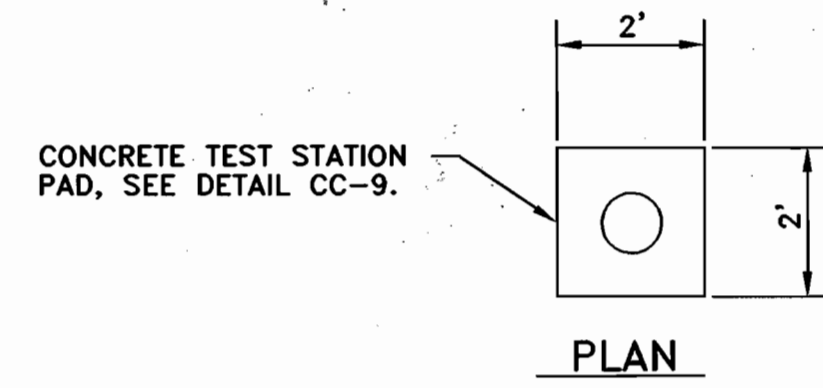 2'
CONCRETE TEST STATION
PAD, SEE DETAIL CC-9.
2'
PLAN